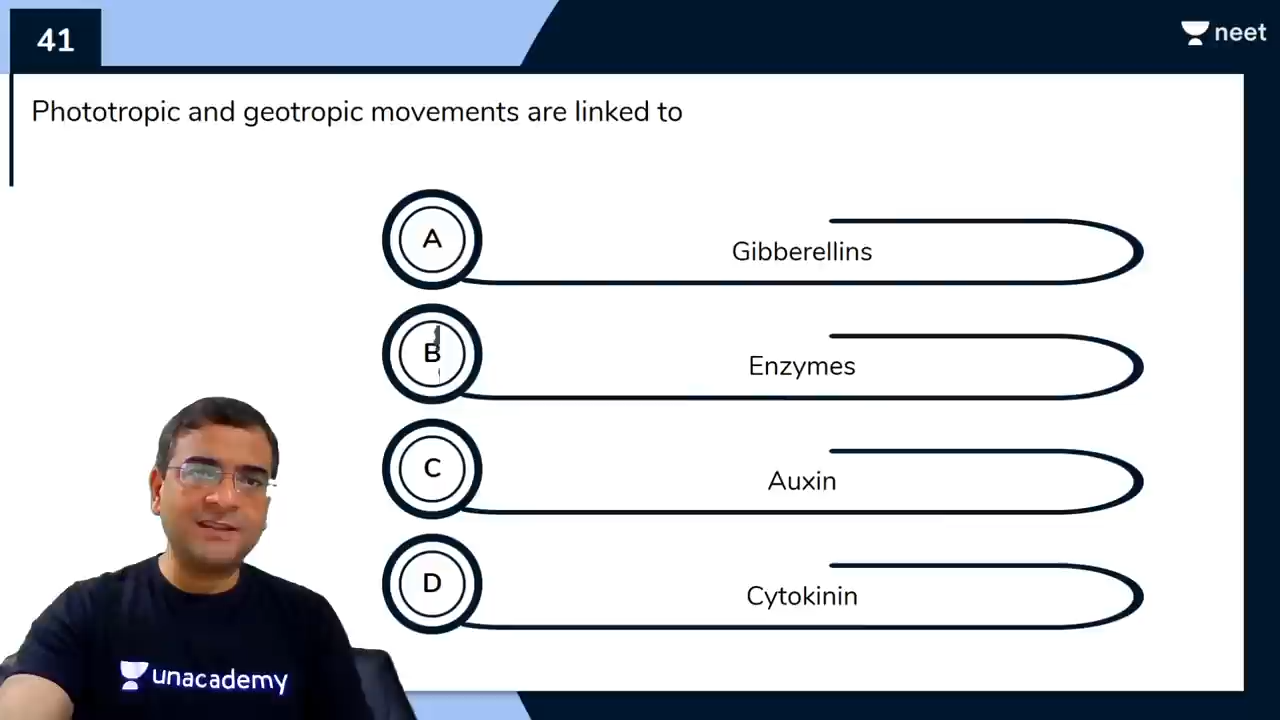 41
neet
Phototropic and geotropic movements are linked to
A
Gibberellins
B
Enzymes
C
Auxin
D
Cytokinin
unacademy